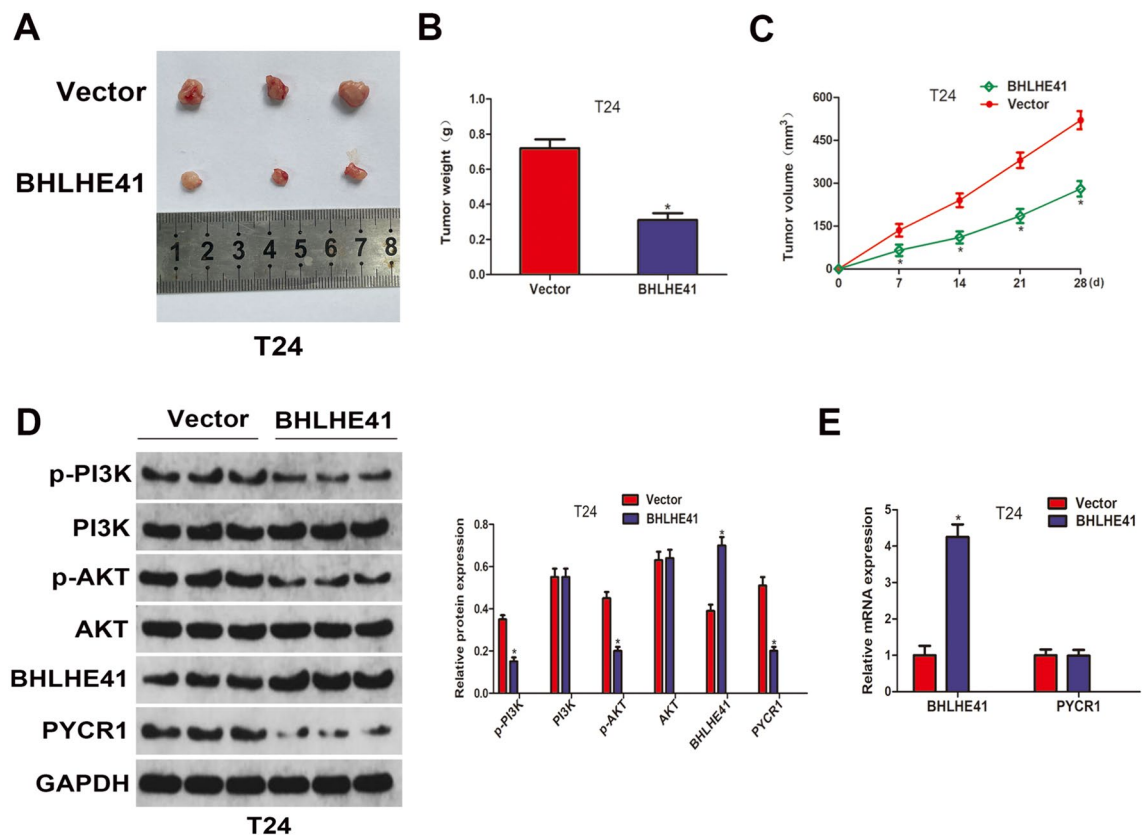 A
Vector
BHLHE41
1 2 3 4 5 6 7 8
T24
B
T24
Tumor weight（g）
1.0
0.8
0.6
0.4
0.2
0.0
*
Vector
BHLHE41
C
T24
BHLHE41
Vector
Tumor volume（mm³）
600
450
300
150
0
* * * *
0 7 14 21 28 (d)
D
Vector BHLHE41
p-PI3K
PI3K
p-AKT
AKT
BHLHE41
PYCR1
GAPDH
T24
T24
Vector
BHLHE41
Relative protein expression
0.8
0.6
0.4
0.2
0.0
* * * *
p-PI3K PI3K p-AKT AKT BHLHE41 PYCR1
E
T24
Vector
BHLHE41
Relative mRNA expression
5
4
3
2
1
0
*
BHLHE41 PYCR1